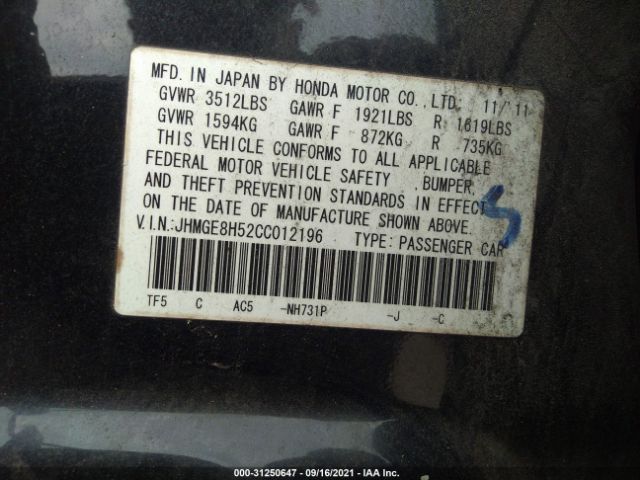 MFD. IN JAPAN BY HONDA MOTOR CO., LTD. 11/'11
GVWR 3512LBS GAWR F 1921LBS R 1619LBS
GVWR 1594KG GAWR F 872KG R 735KG
THIS VEHICLE CONFORMS TO ALL APPLICABLE
FEDERAL MOTOR VEHICLE SAFETY ,BUMPER,
AND THEFT PREVENTION STANDARDS IN EFFECT
ON THE DATE OF MANUFACTURE SHOWN ABOVE.
V.I.N.:JHMGE8H52CC012196 TYPE: PASSENGER CAR
TF5 C AC5 -NH731P -J -C
000-31250647 - 09/16/2021 - IAA Inc.